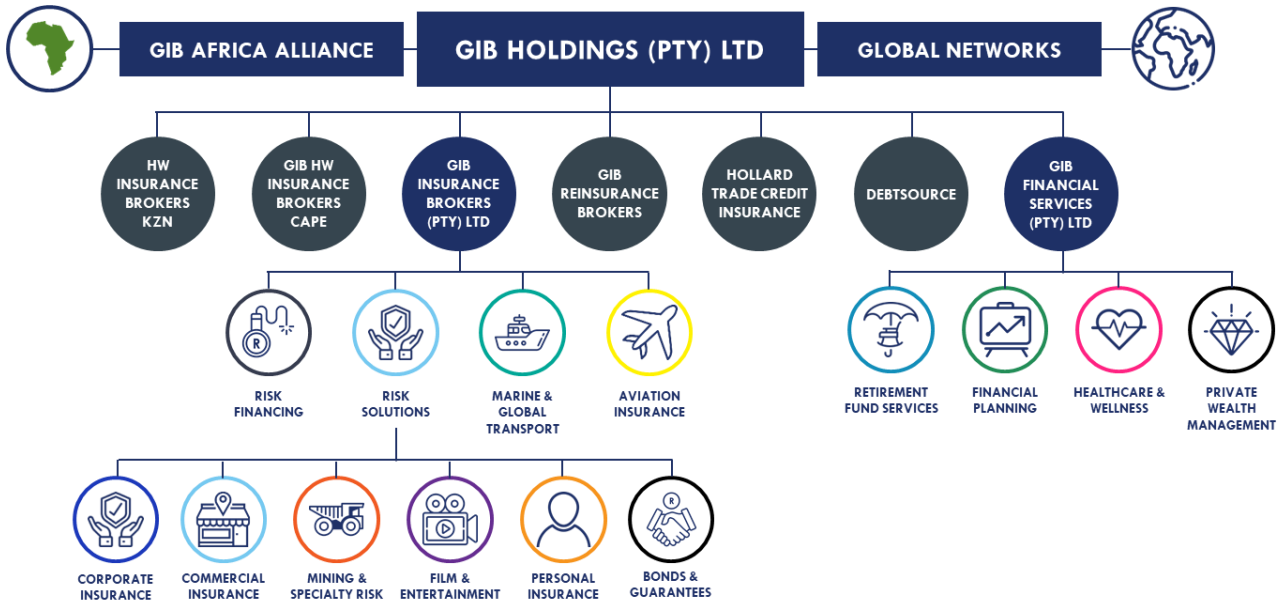 GIB AFRICA ALLIANCE
GIB HOLDINGS (PTY) LTD
GLOBAL NETWORKS
HW
INSURANCE
BROKERS
KZN
GIB HW
INSURANCE
BROKERS
CAPE
GIB
INSURANCE
BROKERS
(PTY) LTD
GIB
REINSURANCE
BROKERS
HOLLARD
TRADE CREDIT
INSURANCE
DEBTSOURCE
GIB
FINANCIAL
SERVICES
(PTY) LTD
R
RISK
FINANCING
RISK
SOLUTIONS
MARINE &
GLOBAL
TRANSPORT
AVIATION
INSURANCE
RETIREMENT
FUND SERVICES
FINANCIAL
PLANNING
HEALTHCARE &
WELLNESS
PRIVATE
WEALTH
MANAGEMENT
CORPORATE
INSURANCE
COMMERCIAL
INSURANCE
MINING &
SPECIALTY RISK
FILM &
ENTERTAINMENT
PERSONAL
INSURANCE
R
BONDS &
GUARANTEES